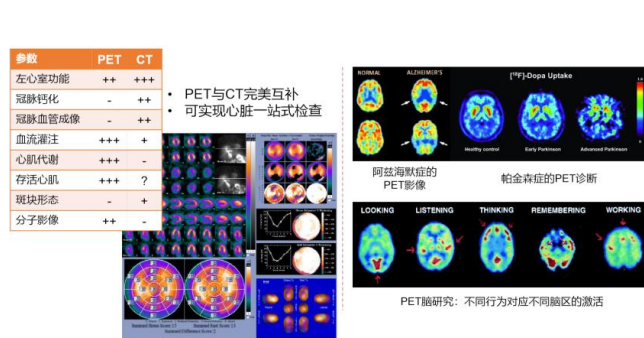 参数 PET CT
左心室功能 ++ +++
冠脉钙化 - ++
冠脉血管成像 - ++
血流灌注 +++ +
心肌代谢 +++ -
存活心肌 +++ ?
斑块形态 - +
分子影像 ++ -
• PET与CT完美互补
• 可实现心脏一站式检查
NORMAL ALZHEIMER'S
[¹⁸F]-Dopa Uptake
Healthy control Early Parkinson Advanced Parkinson
阿兹海默症的
PET影像
帕金森症的PET诊断
LOOKING LISTENING THINKING REMEMBERING WORKING
PET脑研究：不同行为对应不同脑区的激活